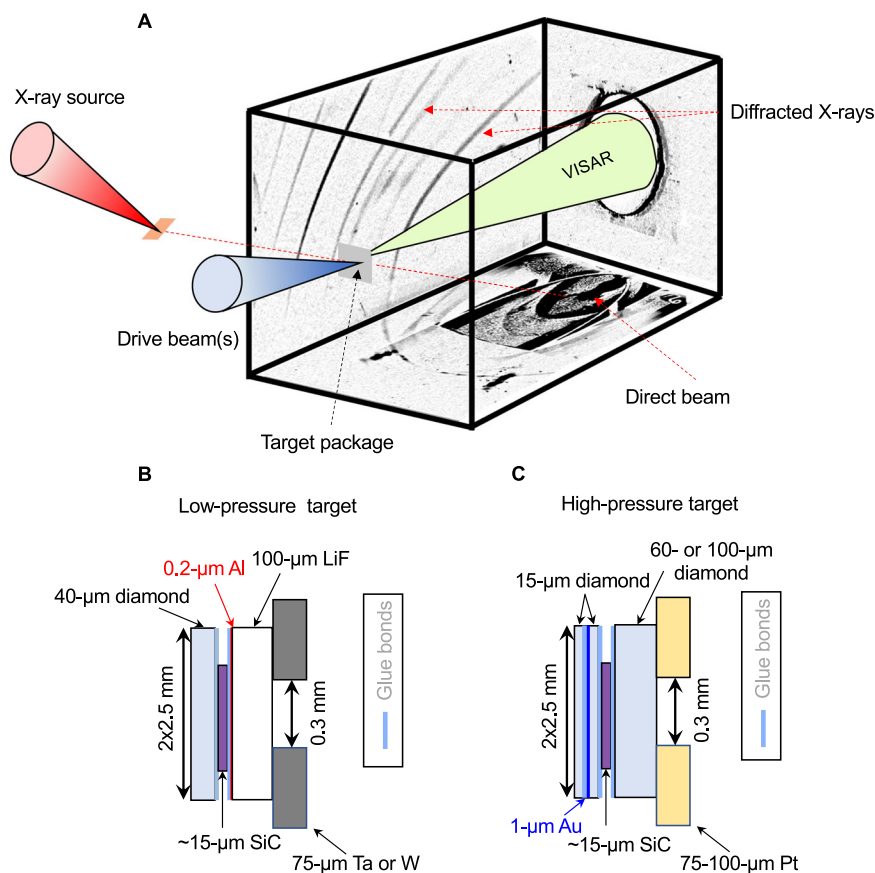 A
X-ray source
Diffracted X-rays
VISAR
Drive beam(s)
Direct beam
Target package
B
Low-pressure target
100-µm LiF
0.2-µm Al
40-µm diamond
2x2.5 mm
0.3 mm
Glue bonds
~15-µm SiC
75-µm Ta or W
C
High-pressure target
60- or 100-µm
diamond
15-µm diamond
2x2.5 mm
0.3 mm
Glue bonds
1-µm Au
~15-µm SiC
75-100-µm Pt